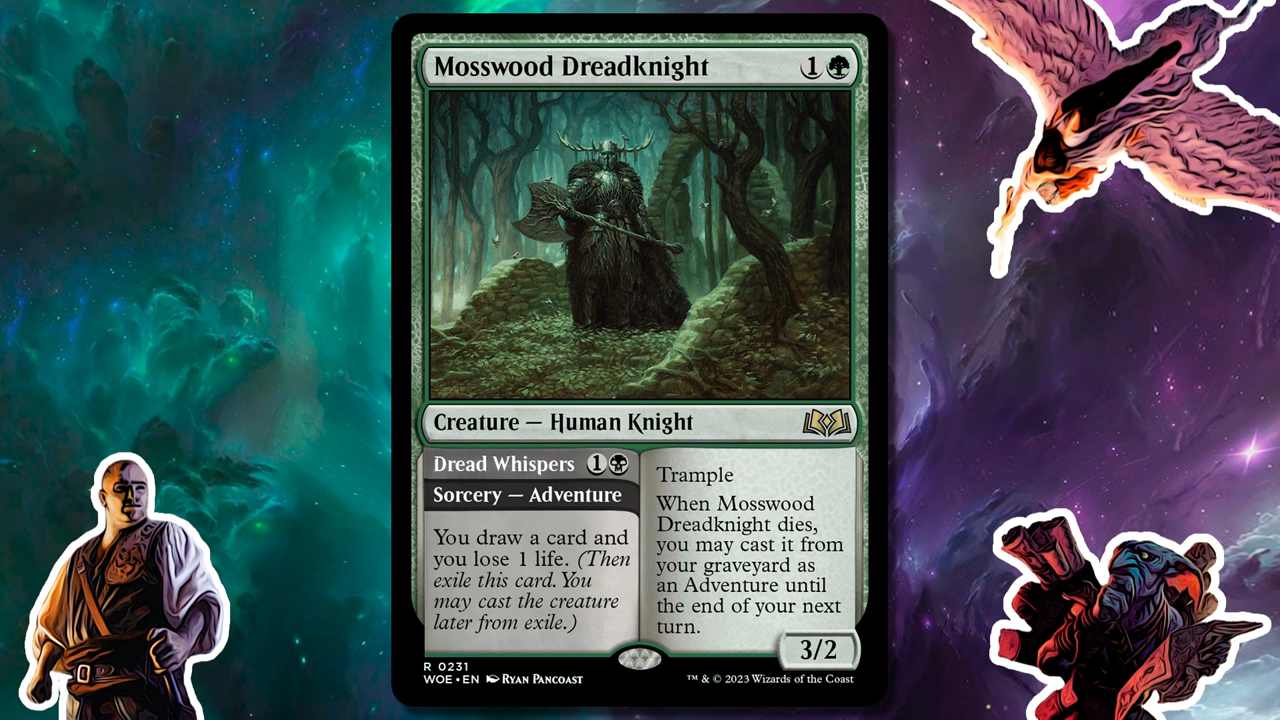 Mosswood Dreadknight 1
Creature — Human Knight
Dread Whispers 1
Sorcery — Adventure
You draw a card and
you lose 1 life. (Then
exile this card. You
may cast the creature
later from exile.)
Trample
When Mosswood
Dreadknight dies,
you may cast it from
your graveyard as
an Adventure until
the end of your next
turn.
3/2
R 0231
WOE • EN Ryan Pancoast
™ & © 2023 Wizards of the Coast